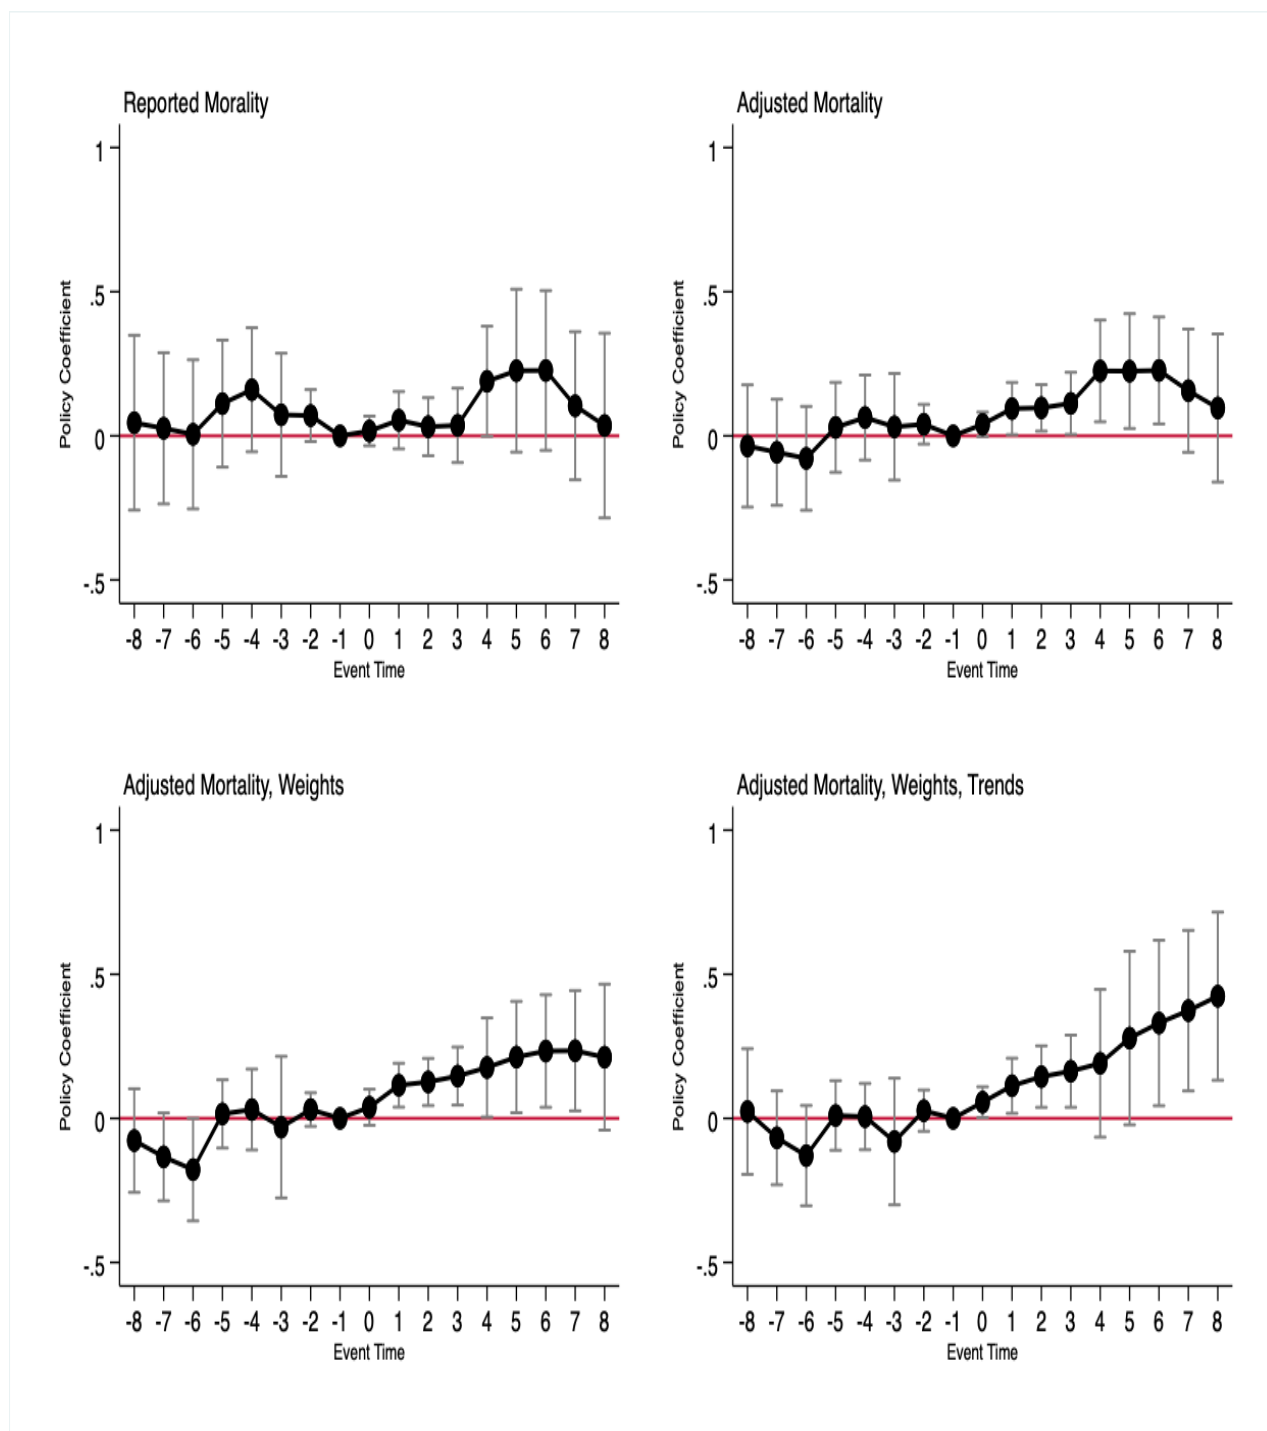 Reported Morality
1
.5
0
-.5
Policy Coefficient
-8 -7 -6 -5 -4 -3 -2 -1 0 1 2 3 4 5 6 7 8
Event Time
Adjusted Mortality
1
.5
0
-.5
Policy Coefficient
-8 -7 -6 -5 -4 -3 -2 -1 0 1 2 3 4 5 6 7 8
Event Time
Adjusted Mortality, Weights
1
.5
0
-.5
Policy Coefficient
-8 -7 -6 -5 -4 -3 -2 -1 0 1 2 3 4 5 6 7 8
Event Time
Adjusted Mortality, Weights, Trends
1
.5
0
-.5
Policy Coefficient
-8 -7 -6 -5 -4 -3 -2 -1 0 1 2 3 4 5 6 7 8
Event Time